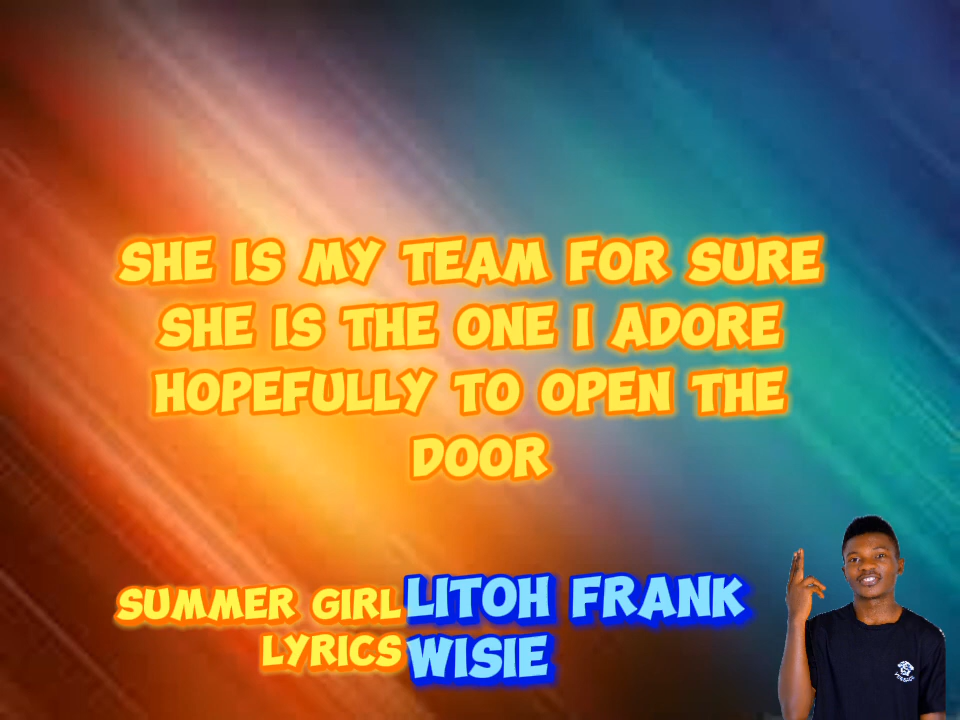 SHE IS MY TEAM FOR SURE
SHE IS THE ONE I ADORE
HOPEFULLY TO OPEN THE
DOOR
SUMMER GIRL
LYRICS
LITOH FRANK
WISIE